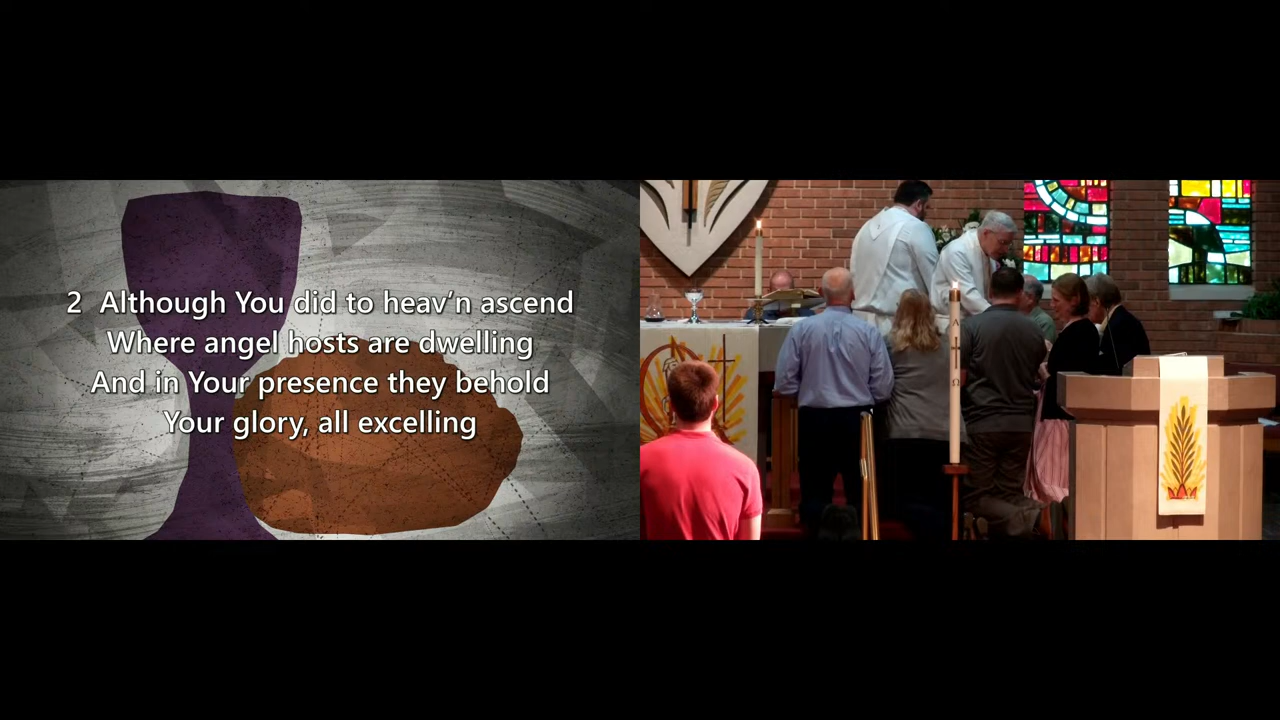 2 Although You did to heav’n ascend
Where angel hosts are dwelling
And in Your presence they behold
Your glory, all excelling
Α
Ω